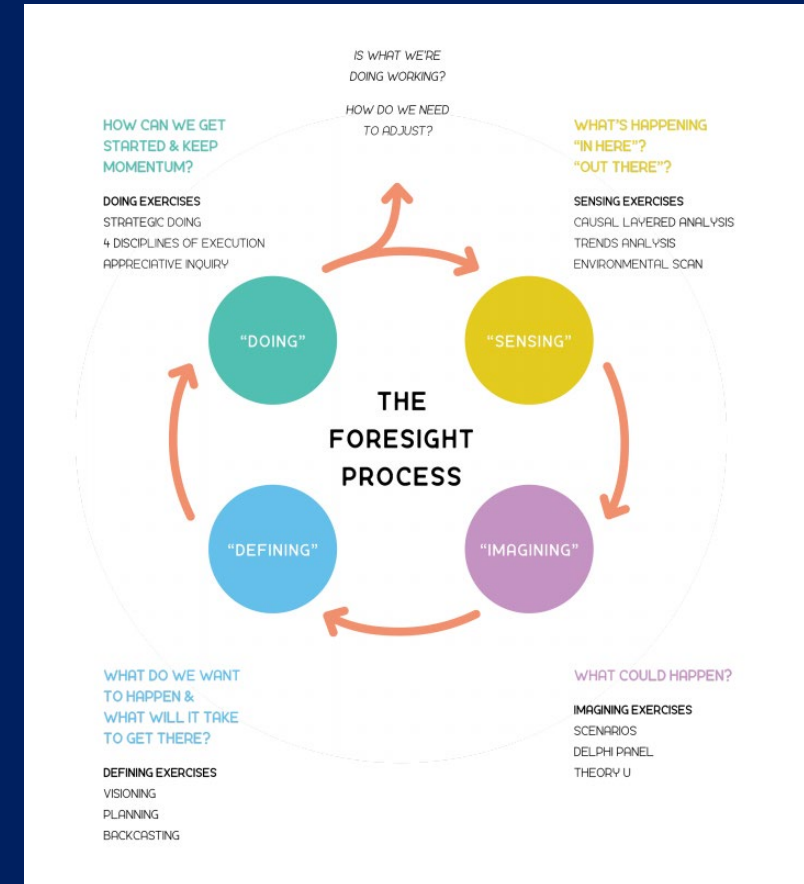 IS WHAT WE'RE
DOING WORKING?
HOW DO WE NEED
TO ADJUST?
HOW CAN WE GET
STARTED & KEEP
MOMENTUM?
DOING EXERCISES
STRATEGIC DOING
4 DISCIPLINES OF EXECUTION
APPRECIATIVE INQUIRY
WHAT'S HAPPENING
“IN HERE”?
“OUT THERE”?
SENSING EXERCISES
CAUSAL LAYERED ANALYSIS
TRENDS ANALYSIS
ENVIRONMENTAL SCAN
“DOING”
“SENSING”
THE
FORESIGHT
PROCESS
“DEFINING”
“IMAGINING”
WHAT DO WE WANT
TO HAPPEN &
WHAT WILL IT TAKE
TO GET THERE?
DEFINING EXERCISES
VISIONING
PLANNING
BACKCASTING
WHAT COULD HAPPEN?
IMAGINING EXERCISES
SCENARIOS
DELPHI PANEL
THEORY U